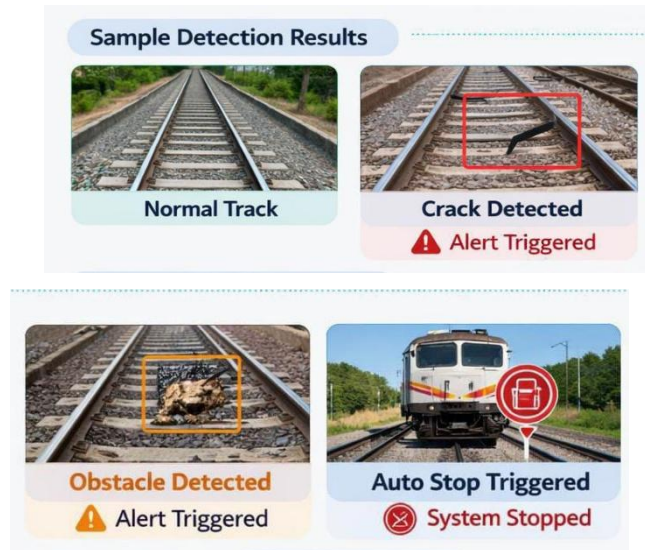 Sample Detection Results
Normal Track
Crack Detected
Alert Triggered
Obstacle Detected
Alert Triggered
Auto Stop Triggered
System Stopped